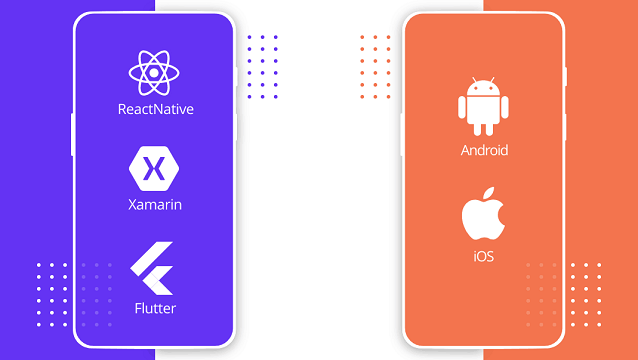 ReactNative
Xamarin
Flutter
Android
iOS